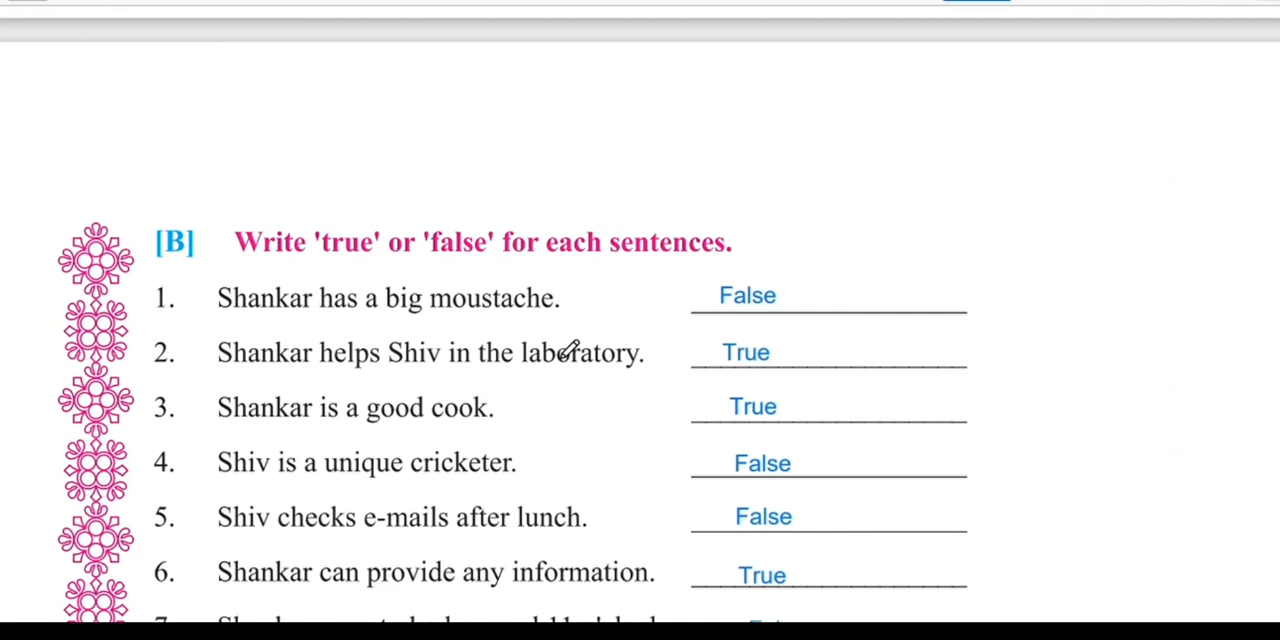 [B] Write 'true' or 'false' for each sentences.
1. Shankar has a big moustache. False
2. Shankar helps Shiv in the laboratory. True
3. Shankar is a good cook. True
4. Shiv is a unique cricketer. False
5. Shiv checks e-mails after lunch. False
6. Shankar can provide any information. True